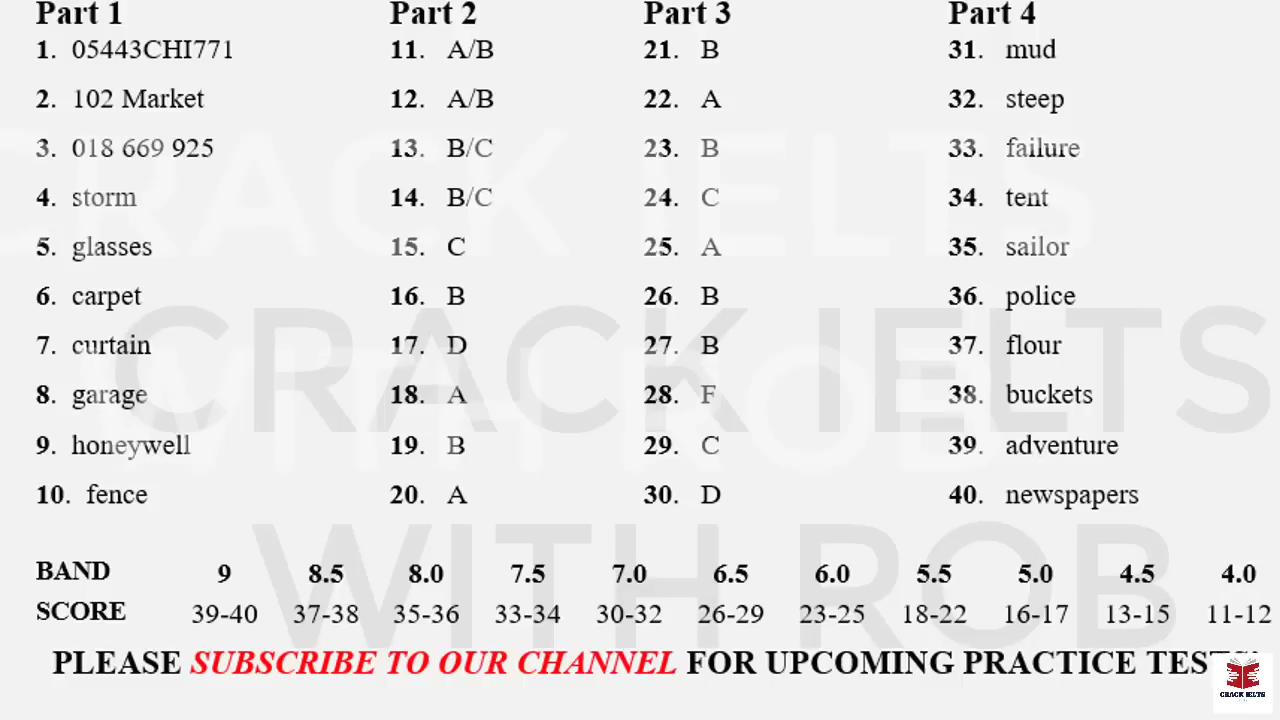 Part 1 Part 2 Part 3 Part 4
1. 05443CHI771 11. A/B 21. B 31. mud
2. 102 Market 12. A/B 22. A 32. steep
3. 018 669 925 13. B/C 23. B 33. failure
4. storm 14. B/C 24. C 34. tent
5. glasses 15. C 25. A 35. sailor
6. carpet 16. B 26. B 36. police
7. curtain 17. D 27. B 37. flour
8. garage 18. A 28. F 38. buckets
9. honeywell 19. B 29. C 39. adventure
10. fence 20. A 30. D 40. newspapers
CRACK IELTS
WITH ROB
CRACK IELTS
WITH ROB
BAND 9 8.5 8.0 7.5 7.0 6.5 6.0 5.5 5.0 4.5 4.0
SCORE 39-40 37-38 35-36 33-34 30-32 26-29 23-25 18-22 16-17 13-15 11-12
PLEASE SUBSCRIBE TO OUR CHANNEL FOR UPCOMING PRACTICE
CRACK IELTS